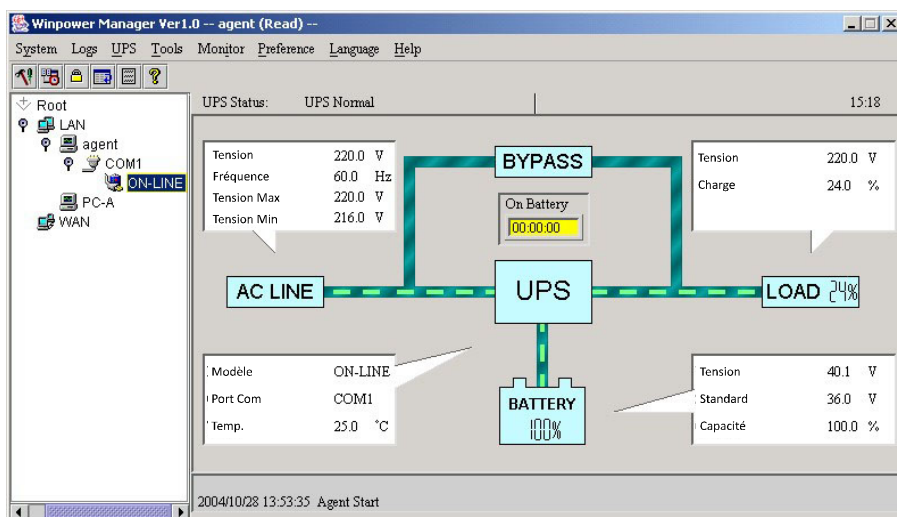 Winpower Manager Ver1.0 -- agent (Read) --
System Logs UPS Tools Monitor Preference Language Help
Root
LAN
agent
COM1
ON-LINE
PC-A
WAN
UPS Status: UPS Normal 15:18
Tension 220.0 V
Fréquence 60.0 Hz
Tension Max 220.0 V
Tension Min 216.0 V
BYPASS
On Battery
00:00:00
Tension 220.0 V
Charge 24.0 %
AC LINE
UPS
LOAD 24%
Modèle ON-LINE
Port Com COM1
Temp. 25.0 °C
BATTERY
100%
Tension 40.1 V
Standard 36.0 V
Capacité 100.0 %
2004/10/28 13:53:35 Agent Start